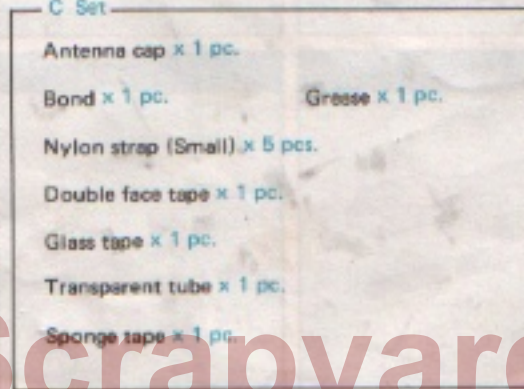 C Set
Antenna cap x 1 pc.
Bond x 1 pc. Grease x 1 pc.
Nylon strap (Small) x 5 pcs.
Double face tape x 1 pc.
Glass tape x 1 pc.
Transparent tube x 1 pc.
Sponge tape x 1 pc.